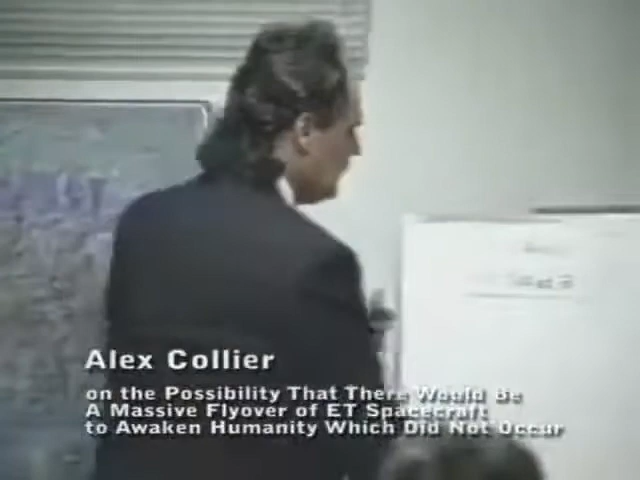 Alex Collier
on the Possibility That There Would Be
A Massive Flyover of ET Spacecraft
to Awaken Humanity Which Did Not Occur